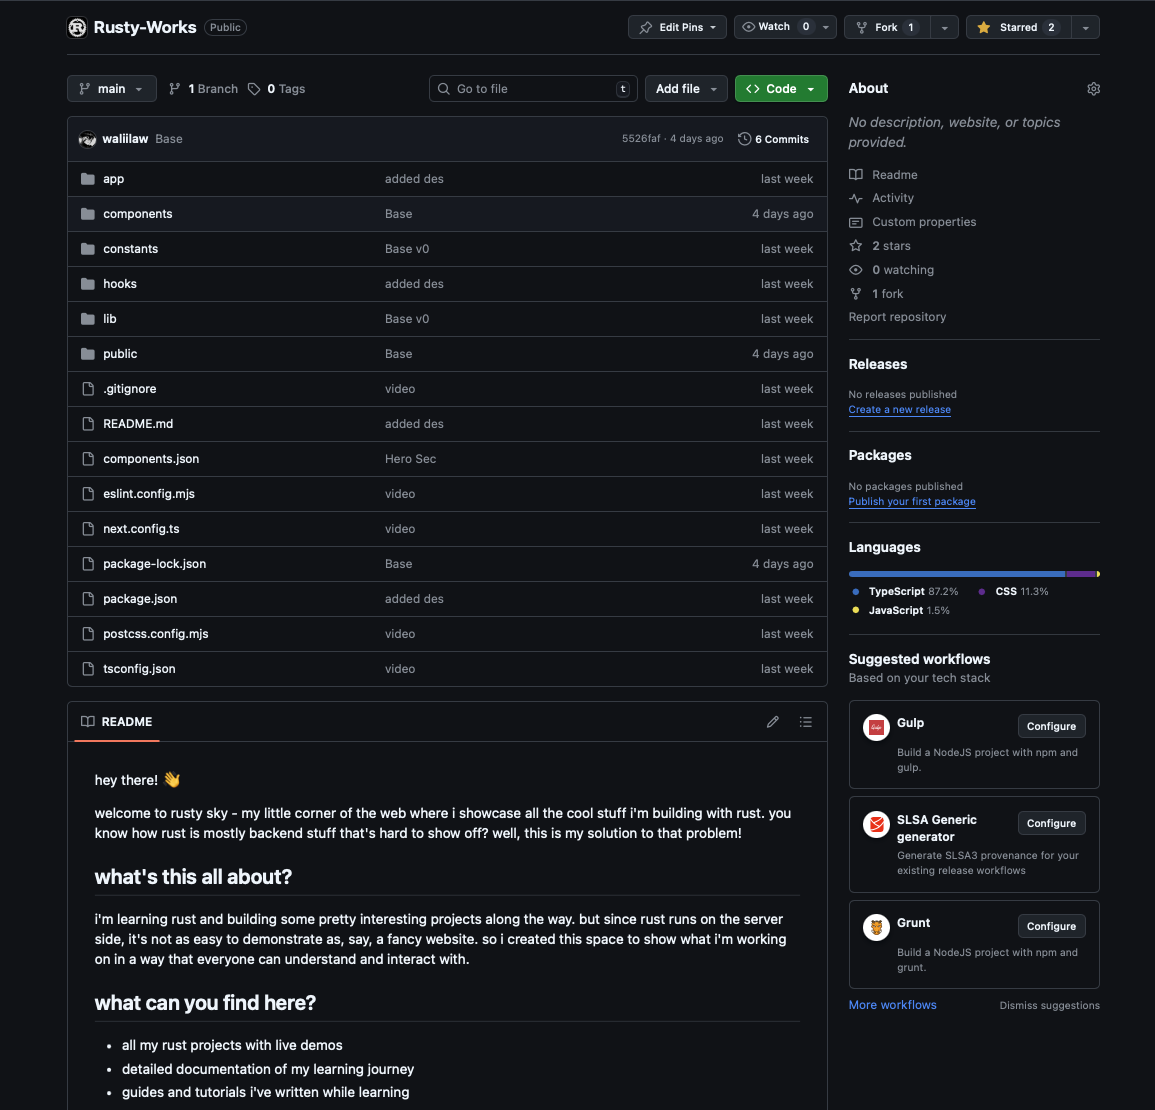 Rusty-Works Public
Edit Pins Watch 0 Fork 1 Starred 2
main 1 Branch 0 Tags Go to file t Add file Code
waliilaw Base 5526faf · 4 days ago 6 Commits
app added des last week
components Base 4 days ago
constants Base v0 last week
hooks added des last week
lib Base v0 last week
public Base 4 days ago
.gitignore video last week
README.md added des last week
components.json Hero Sec last week
eslint.config.mjs video last week
next.config.ts video last week
package-lock.json Base 4 days ago
package.json added des last week
postcss.config.mjs video last week
tsconfig.json video last week
README
hey there! 👋
welcome to rusty sky - my little corner of the web where i showcase all the cool stuff i'm building with rust. you
know how rust is mostly backend stuff that's hard to show off? well, this is my solution to that problem!
what's this all about?
i'm learning rust and building some pretty interesting projects along the way. but since rust runs on the server
side, it's not as easy to demonstrate as, say, a fancy website. so i created this space to show what i'm working
on in a way that everyone can understand and interact with.
what can you find here?
• all my rust projects with live demos
• detailed documentation of my learning journey
• guides and tutorials i've written while learning
About
No description, website, or topics
provided.
Readme
Activity
Custom properties
2 stars
0 watching
1 fork
Report repository
Releases
No releases published
Create a new release
Packages
No packages published
Publish your first package
Languages
TypeScript 87.2% CSS 11.3%
JavaScript 1.5%
Suggested workflows
Based on your tech stack
Gulp Configure
Build a NodeJS project with npm and
gulp.
SLSA Generic
generator
Configure
Generate SLSA3 provenance for your
existing release workflows
Grunt Configure
Build a NodeJS project with npm and
grunt.
More workflows Dismiss suggestions